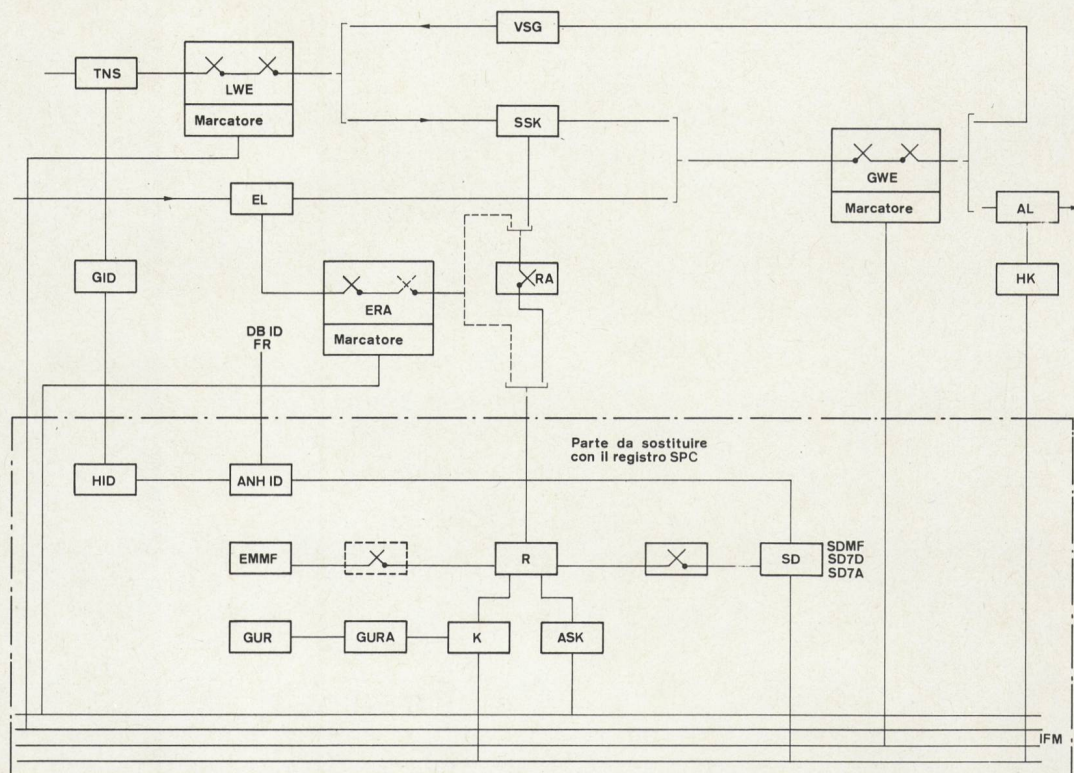 VSG
TNS
LWE
Marcatore
SSK
GWE
Marcatore
EL
AL
GID
ERA
Marcatore
RA
HK
DB ID
FR
Parte da sostituire
con il registro SPC
HID
ANH ID
EMMF
R
SD
SDMF
SD7D
SD7A
GUR
GURA
K
ASK
IFM